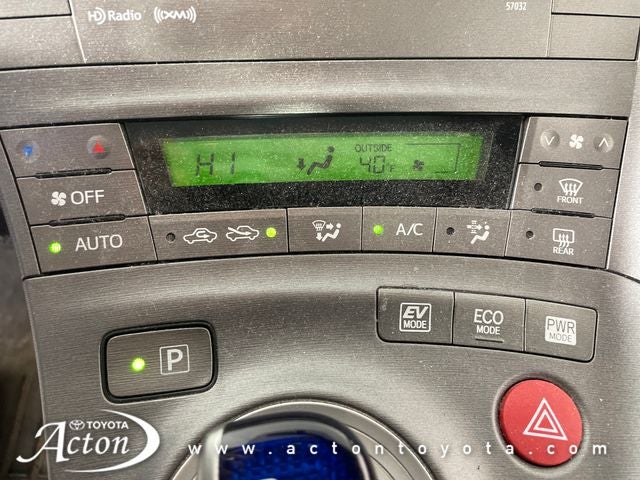 HD Radio ((XM))
57032
HI
OUTSIDE
40°F
OFF
FRONT
AUTO
A/C
REAR
EV
MODE
ECO
MODE
PWR
MODE
P
TOYOTA
Acton
www.actontoyota.com